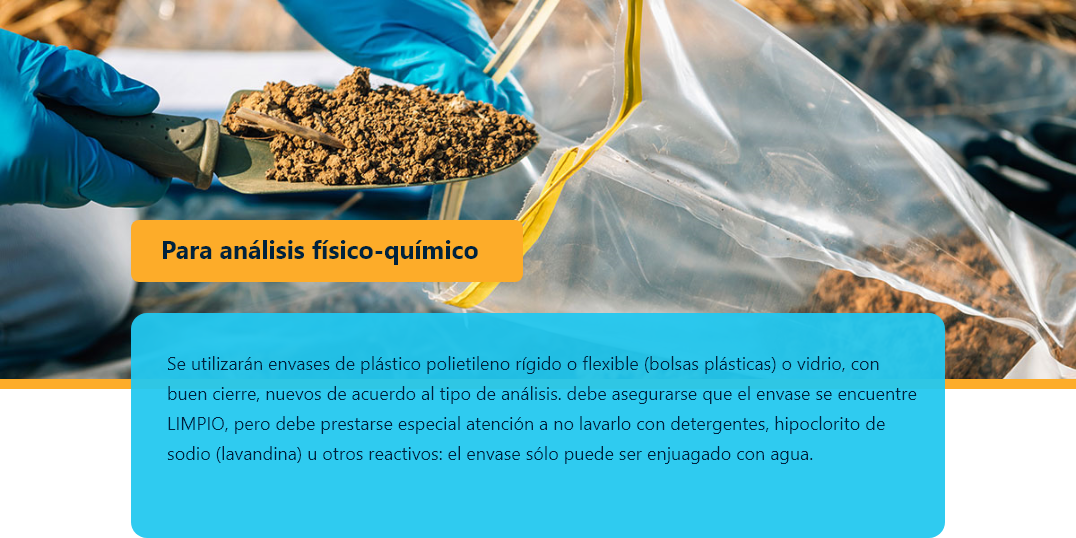 Para análisis físico-químico
Se utilizarán envases de plástico polietileno rígido o flexible (bolsas plásticas) o vidrio, con
buen cierre, nuevos de acuerdo al tipo de análisis. debe asegurarse que el envase se encuentre
LIMPIO, pero debe prestarse especial atención a no lavarlo con detergentes, hipoclorito de
sodio (lavandina) u otros reactivos: el envase sólo puede ser enjuagado con agua.